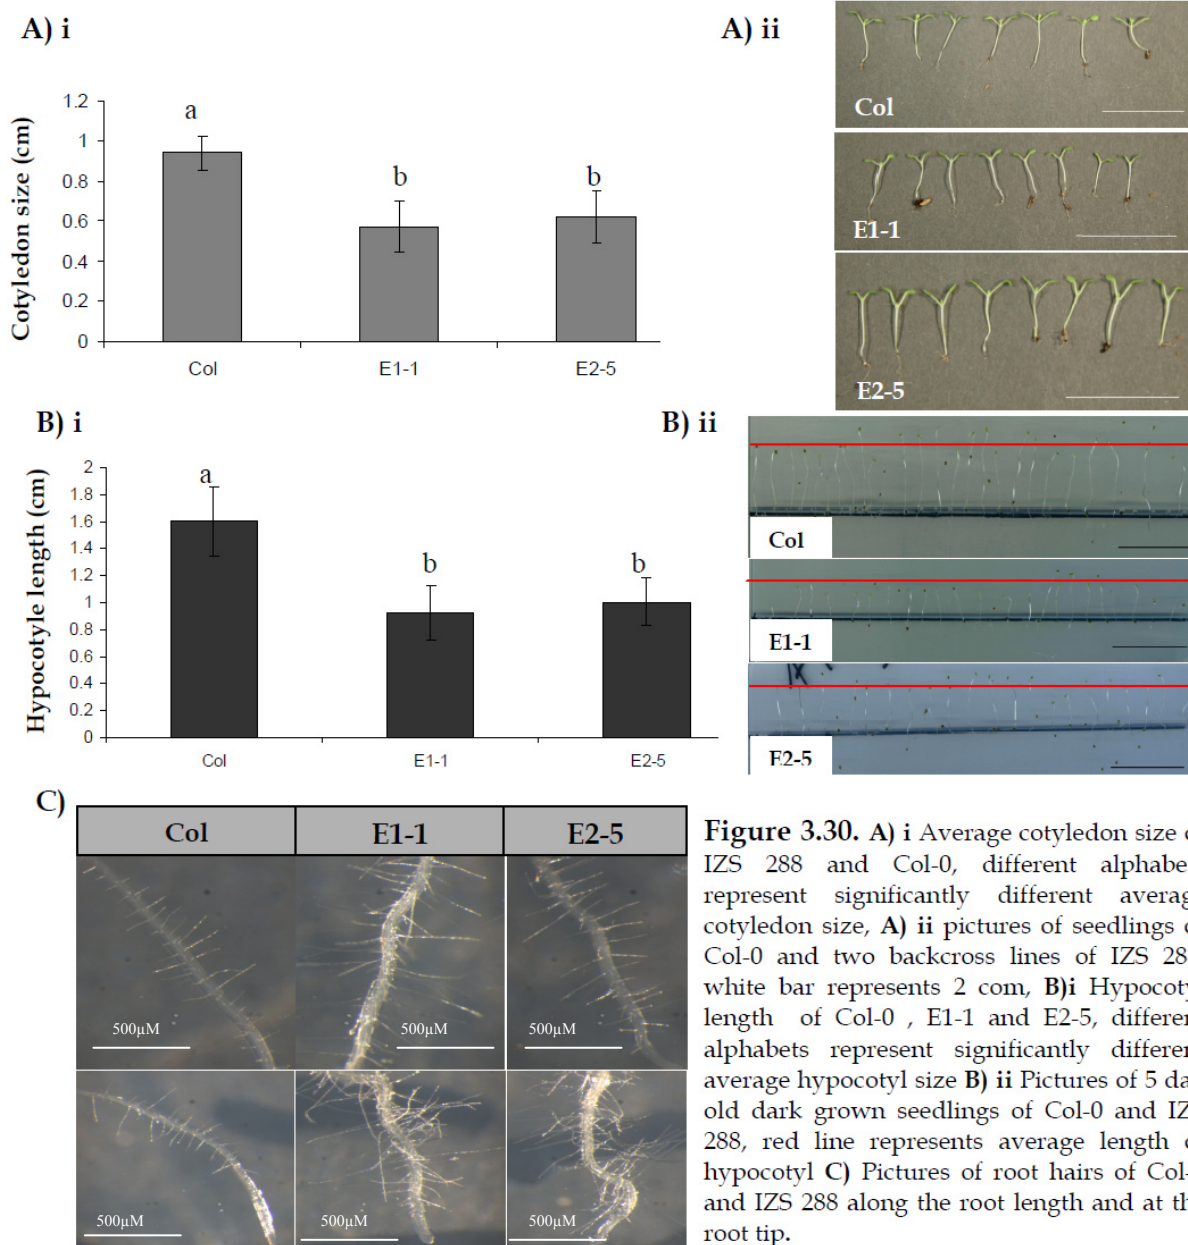 A) i
Cotyledon size (cm)
1.2
1
0.8
0.6
0.4
0.2
0
a
b
b
Col
E1-1
E2-5
A) ii
Col
E1-1
E2-5
B) i
Hypocotyle length (cm)
2
1.8
1.6
1.4
1.2
1
0.8
0.6
0.4
0.2
0
a
b
b
Col
E1-1
E2-5
B) ii
Col
E1-1
E2-5
C)
Col
E1-1
E2-5
500µM
500µM
500µM
500µM
500µM
500µM
Figure 3.30. A) i Average cotyledon size
IZS 288 and Col-0, different alphabe
represent significantly different averag
cotyledon size, A) ii pictures of seedlings
Col-0 and two backcross lines of IZS 28
white bar represents 2 com, B)i Hypocoty
length of Col-0 , E1-1 and E2-5, differen
alphabets represent significantly differen
average hypocotyl size B) ii Pictures of 5 da
old dark grown seedlings of Col-0 and IZ
288, red line represents average length
hypocotyl C) Pictures of root hairs of Col-
and IZS 288 along the root length and at th
root tip.